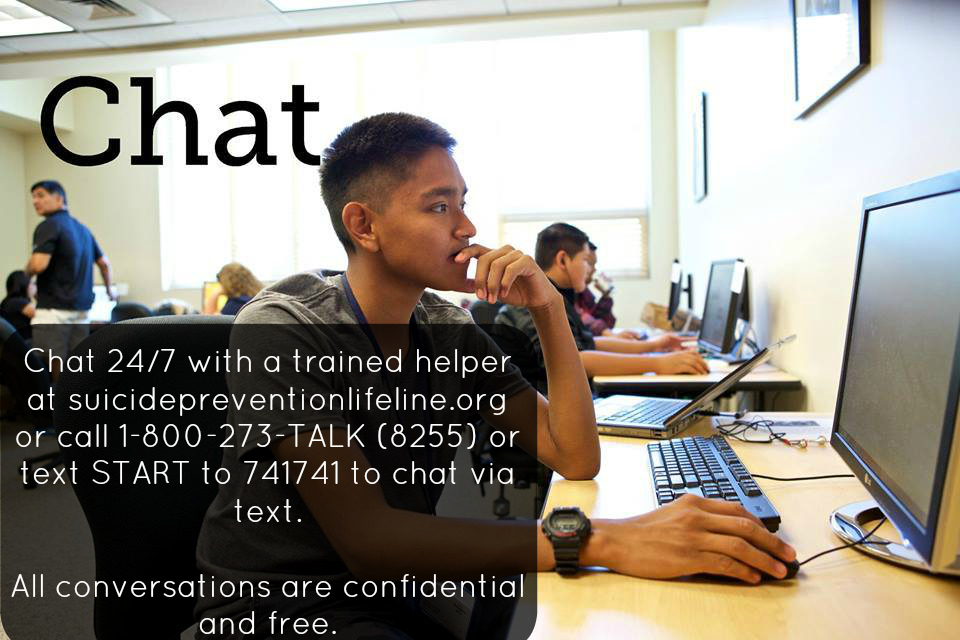 Chat
Chat 24/7 with a trained helper
at suicidepreventionlifeline.org
or call 1-800-273-TALK (8255) or
text START to 741741 to chat via
text.
All conversations are confidential
and free.